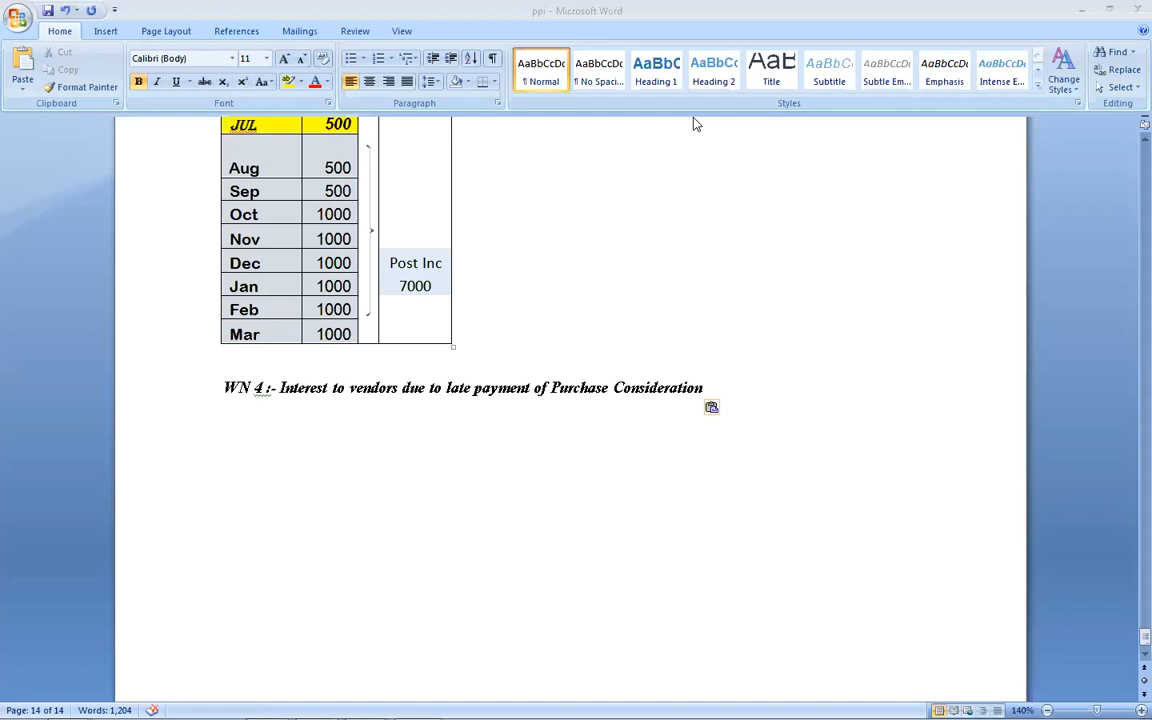 ppi - Microsoft Word
Home Insert Page Layout References Mailings Review View
Paste
Cut
Copy
Format Painter
Clipboard
Calibri (Body) 11
B I U abc x₂ x² Aa
Font
Paragraph
AaBbCcDc
¶ Normal
AaBbCcDc
¶ No Spaci...
AaBbC
Heading 1
AaBbCc
Heading 2
AaB
Title
AaBbCc
Subtitle
AaBbCcDc
Subtle Em...
AaBbCcDc
Emphasis
AaBbCcDc
Intense E...
Change
Styles
Styles
Find
Replace
Select
Editing
JUL 500
Aug 500
Sep 500
Oct 1000
Nov 1000
Dec 1000 Post Inc
Jan 1000 7000
Feb 1000
Mar 1000
WN 4 :- Interest to vendors due to late payment of Purchase Consideration
Page: 14 of 14 Words: 1,204 140%